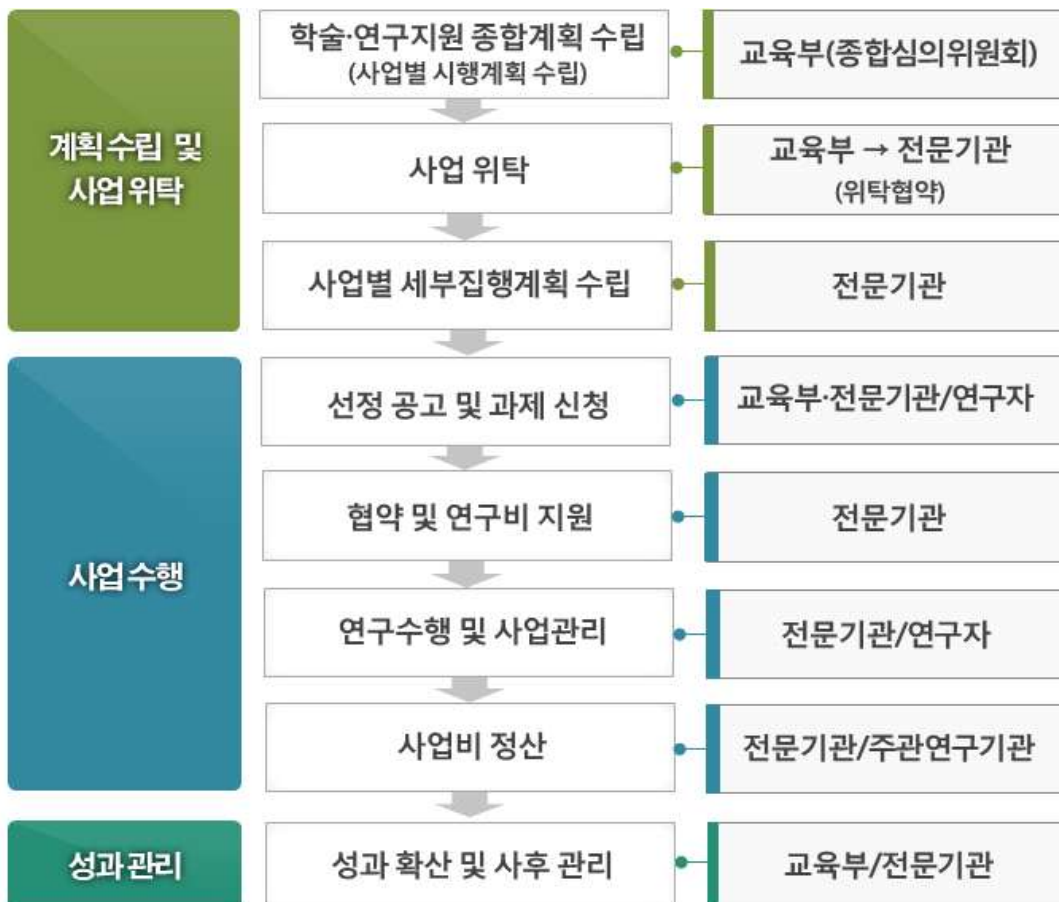 계획 수립 및
사업 위탁
학술·연구지원 종합계획 수립
(사업별 시행계획 수립)
교육부(종합심의위원회)
사업 위탁
교육부 → 전문기관
(위탁협약)
사업별 세부집행계획 수립
전문기관
사업 수행
선정 공고 및 과제 신청
교육부·전문기관/연구자
협약 및 연구비 지원
전문기관
연구수행 및 사업관리
전문기관/연구자
사업비 정산
전문기관/주관연구기관
성과 관리
성과 확산 및 사후 관리
교육부/전문기관